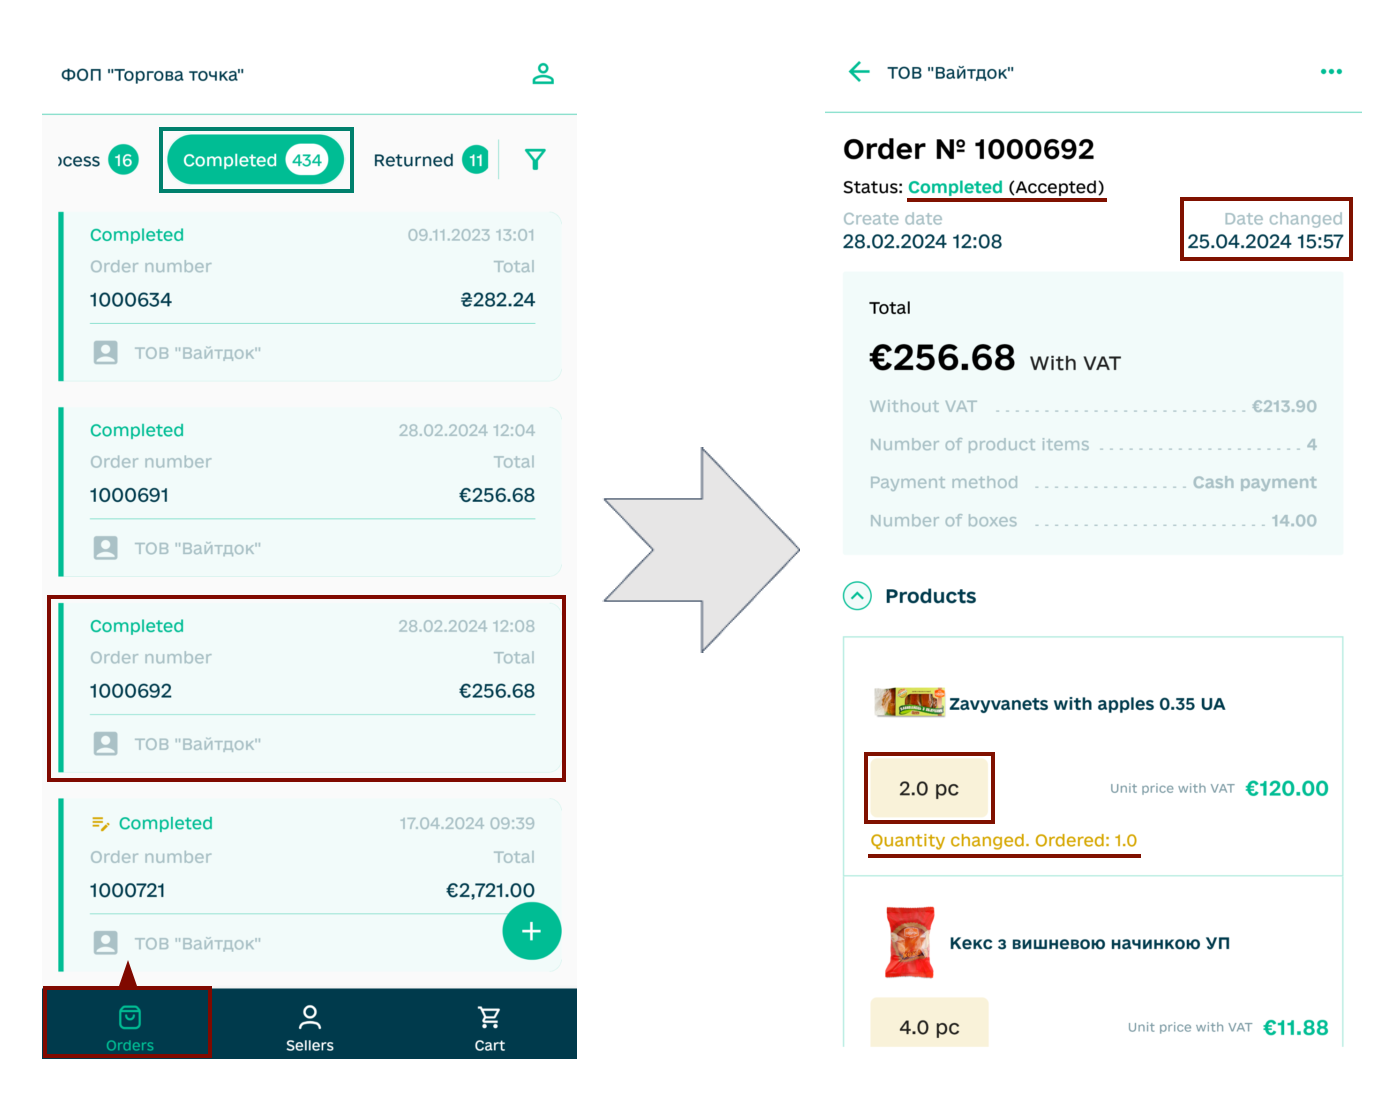 ФОП "Торгова точка"
ocess 16
Completed 434
Returned 11
Completed 09.11.2023 13:01
Order number Total
1000634 ₴282.24
ТОВ "Вайтдок"
Completed 28.02.2024 12:04
Order number Total
1000691 €256.68
ТОВ "Вайтдок"
Completed 28.02.2024 12:08
Order number Total
1000692 €256.68
ТОВ "Вайтдок"
Completed 17.04.2024 09:39
Order number Total
1000721 €2,721.00
ТОВ "Вайтдок"
Orders
Sellers
Cart
ТОВ "Вайтдок"
Order № 1000692
Status: Completed (Accepted)
Create date Date changed
28.02.2024 12:08 25.04.2024 15:57
Total
€256.68 With VAT
Without VAT €213.90
Number of product items 4
Payment method Cash payment
Number of boxes 14.00
Products
Zavyvanets with apples 0.35 UA
2.0 pc Unit price with VAT €120.00
Quantity changed. Ordered: 1.0
Кекс з вишневою начинкою УП
4.0 pc Unit price with VAT €11.88